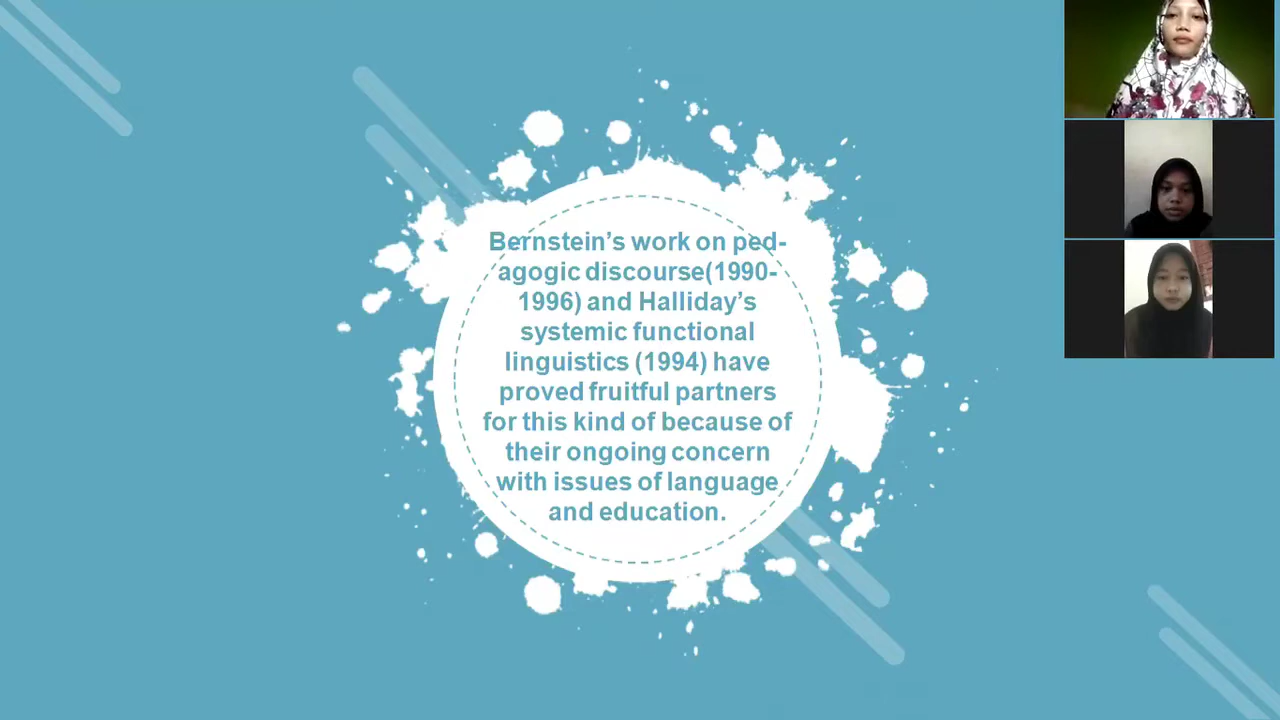 Bernstein's work on ped-
agogic discourse(1990-
1996) and Halliday's
systemic functional
linguistics (1994) have
proved fruitful partners
for this kind of because of
their ongoing concern
with issues of language
and education.